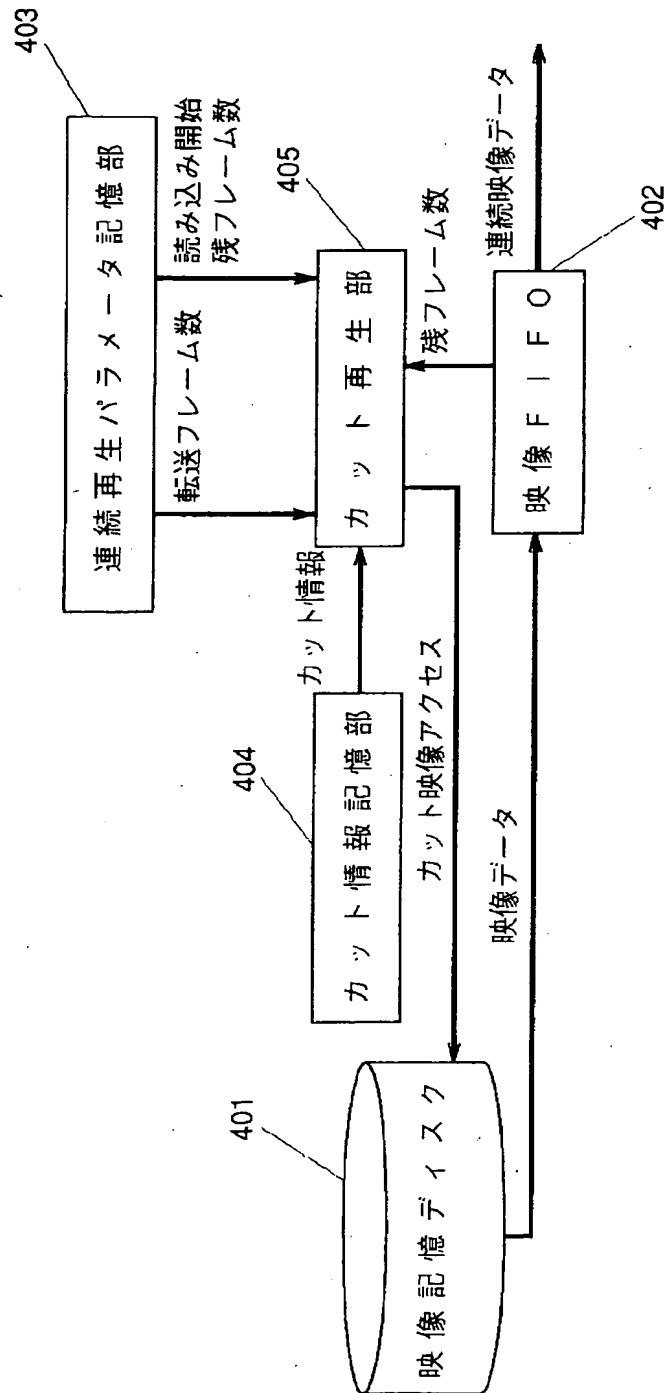 403
連続再生パラメータ記憶部
転送フレーム数
読み込み開始
残フレーム数
404
カット情報記憶部
カット情報
405
カット再生部
カット映像アクセス
残フレーム数
401
映像記憶ディスク
映像データ
映像FIFO
402
連続映像データ